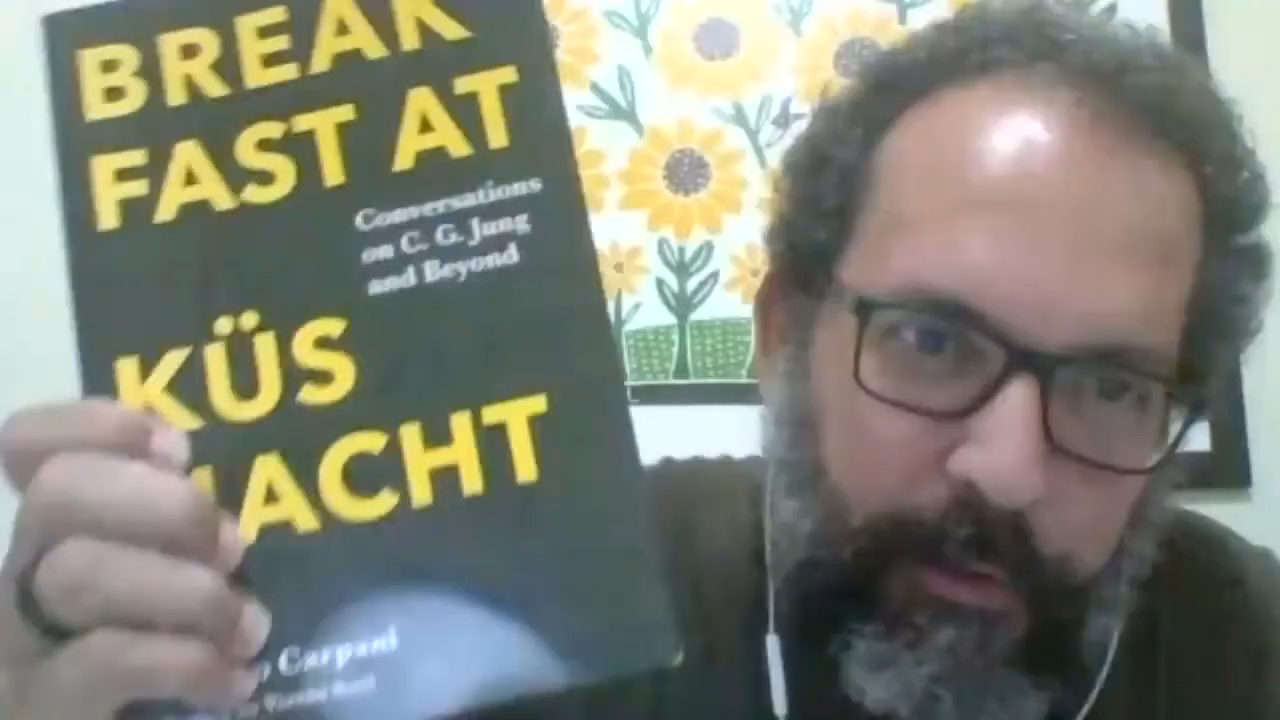 BREAK
FAST AT
Conversations
on C. G. Jung
and Beyond
KÜS
ACHT
Carpani